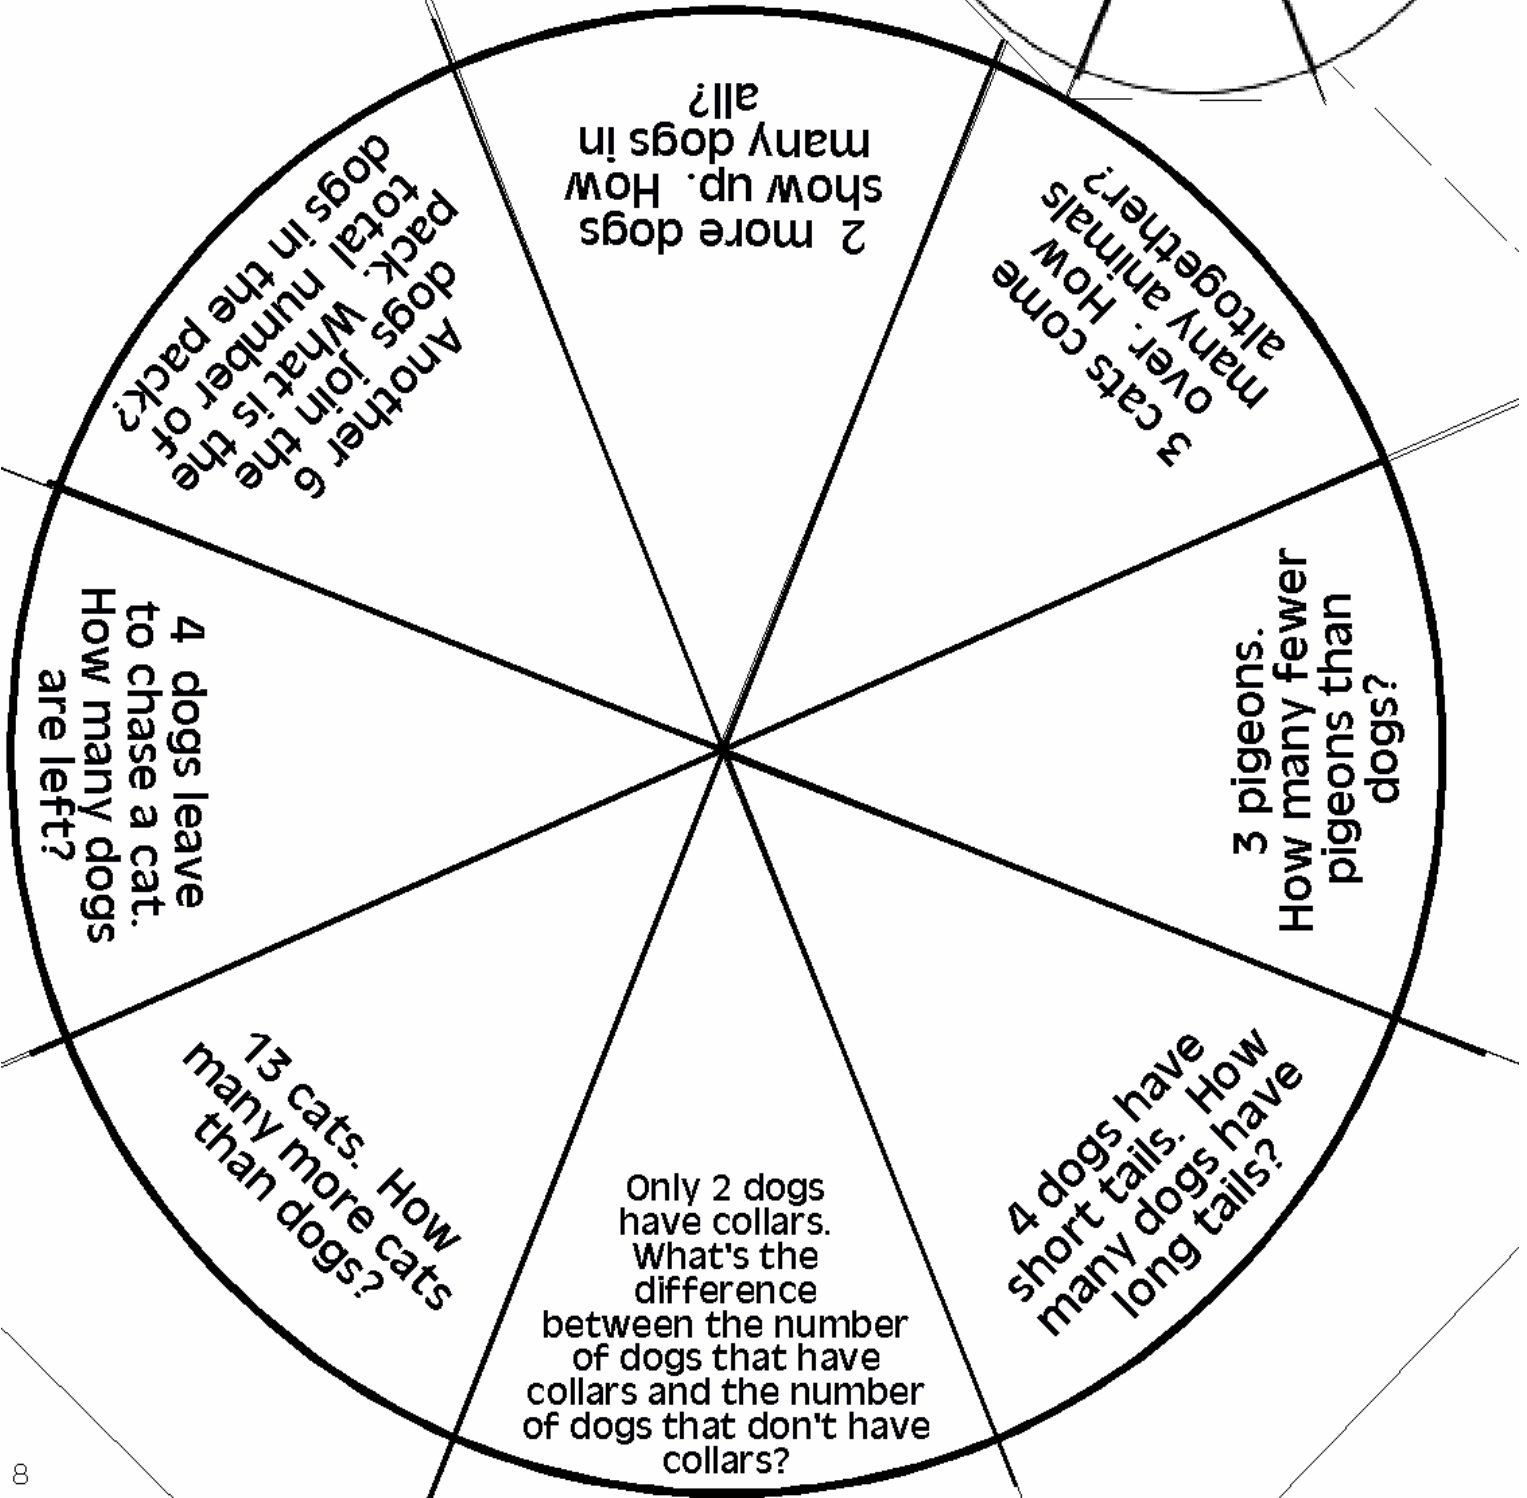 2 more dogs
show up. How
many dogs in
all?
3 cats come
over. How
many animals
altogether?
3 pigeons.
How many fewer
pigeons than
dogs?
4 dogs have
short tails. How
many dogs have
long tails?
Only 2 dogs
have collars.
What's the
difference
between the number
of dogs that have
collars and the number
of dogs that don't have
collars?
13 cats. How
many more cats
than dogs?
4 dogs leave
to chase a cat.
How many dogs
are left?
Another 6
dogs join the
pack. What is the
total number of the
dogs in the pack?
8